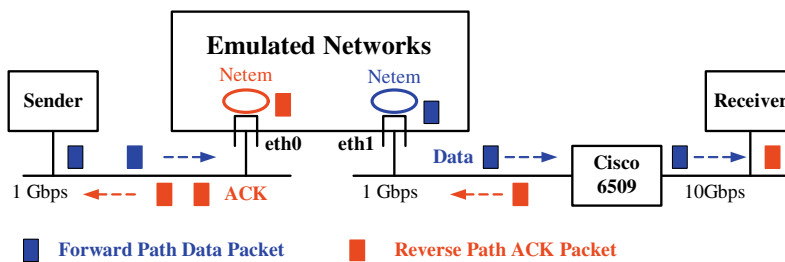 Emulated Networks
Netem
Netem
Sender
Receiver
eth0
eth1
Data
Cisco
6509
1 Gbps
ACK
1 Gbps
10Gbps
Forward Path Data Packet
Reverse Path ACK Packet